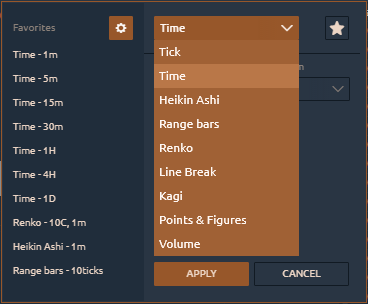 Favorites
Time - 1m
Time - 5m
Time - 15m
Time - 30m
Time - 1H
Time - 4H
Time - 1D
Renko - 10C, 1m
Heikin Ashi - 1m
Range bars - 10ticks
Time
Tick
Time
Heikin Ashi
Range bars
Renko
Line Break
Kagi
Points & Figures
Volume
APPLY
CANCEL